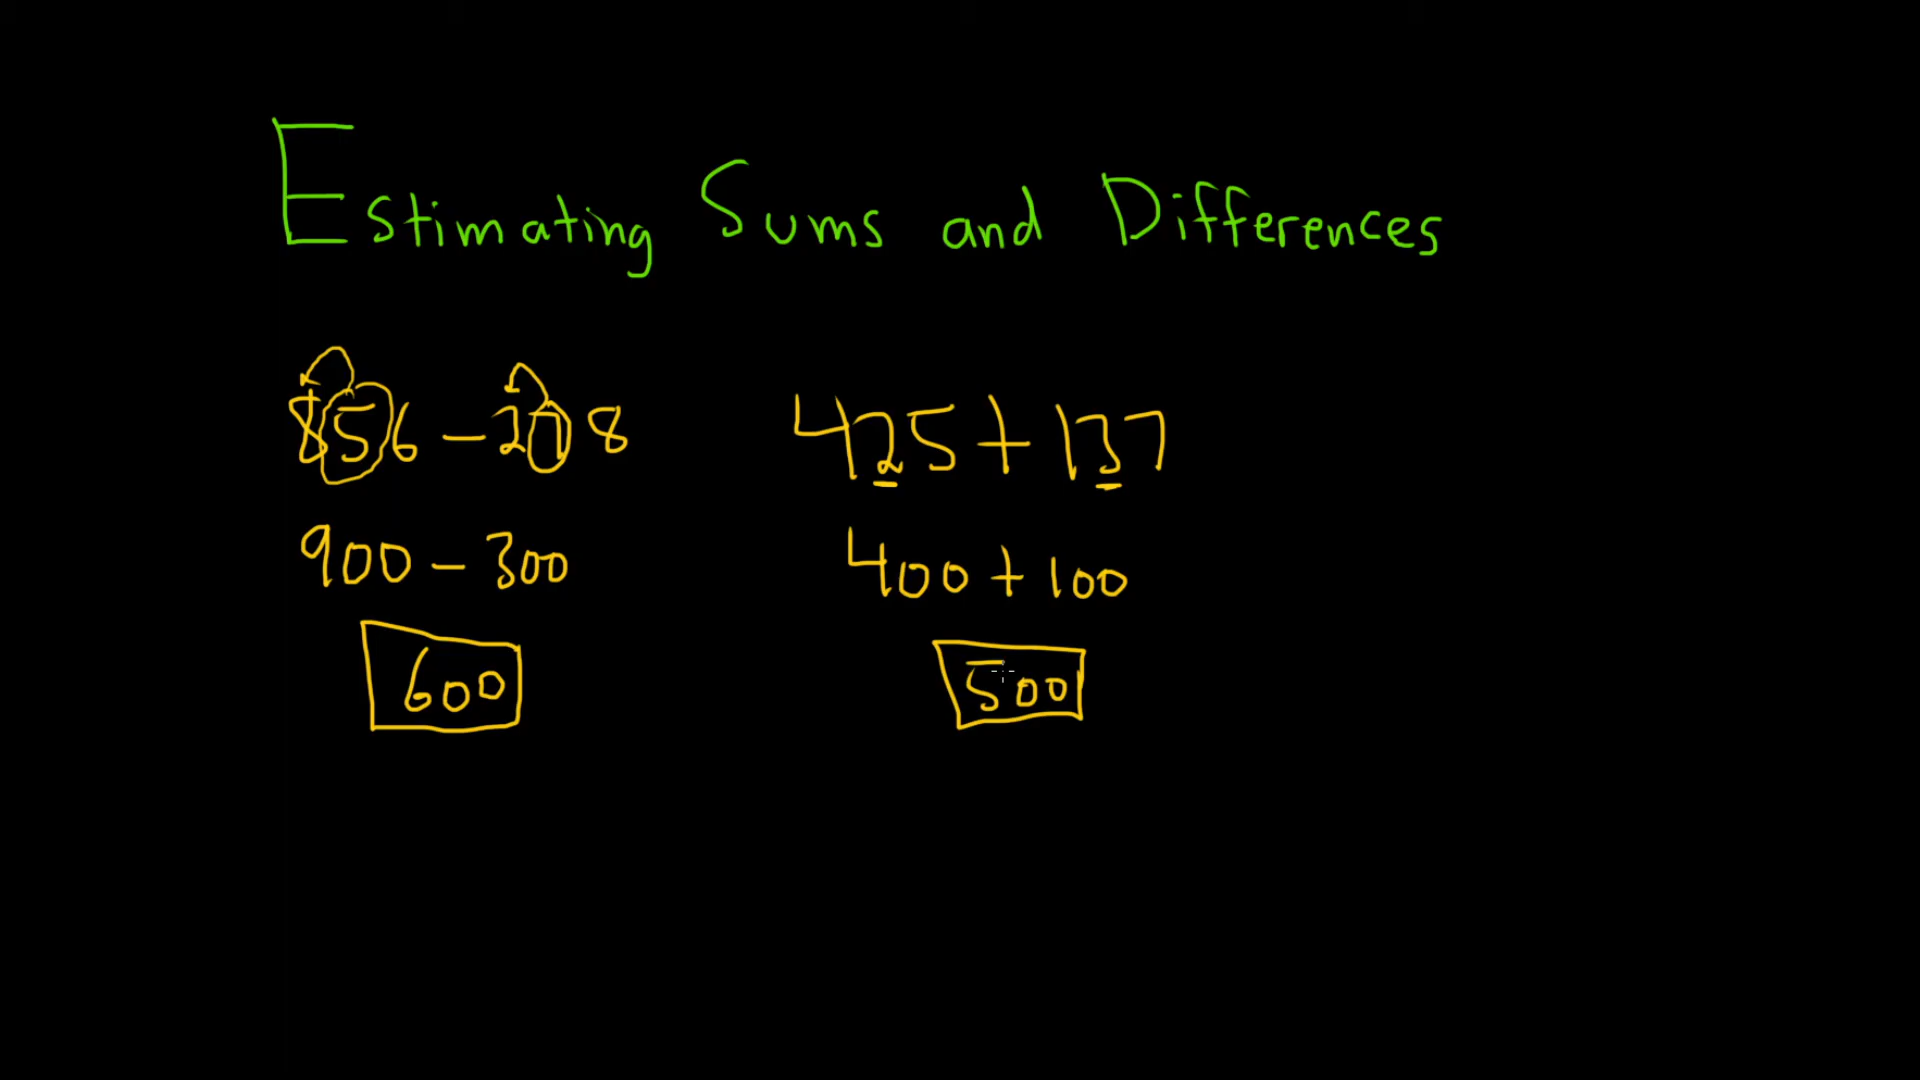 Estimating Sums and Differences
856 - 208 425 + 137
900 - 300 400 + 100
600 500